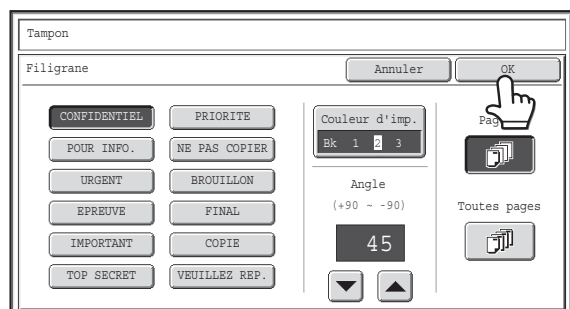 Tampon
Filigrane
Annuler
OK
CONFIDENTIEL
PRIORITE
POUR INFO.
NE PAS COPIER
URGENT
BROUILLON
EPREUVE
FINAL
IMPORTANT
COPIE
TOP SECRET
VEUILLEZ REP.
Couleur d'imp.
Bk 1 2 3
Angle
(+90 ~ -90)
45
Toutes pages